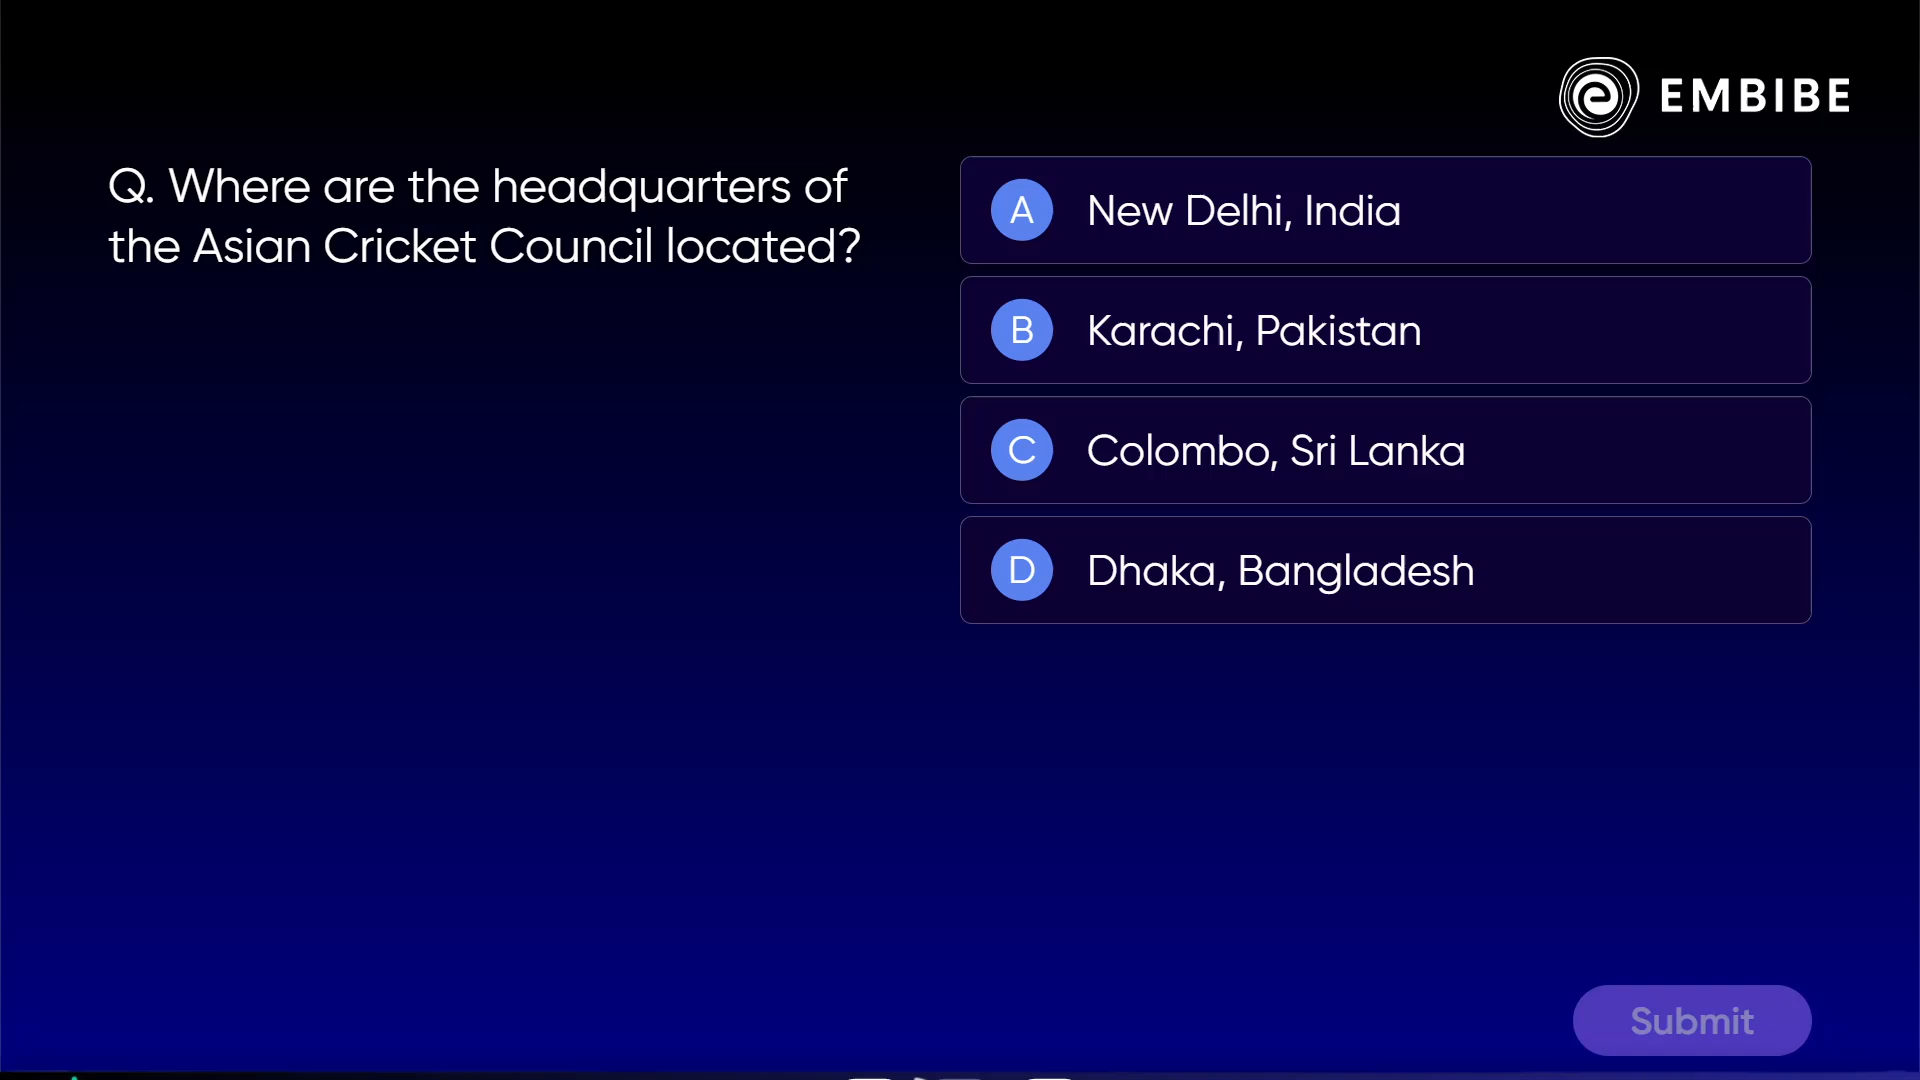 EMBIBE
Q. Where are the headquarters of
the Asian Cricket Council located?
A New Delhi, India
B Karachi, Pakistan
C Colombo, Sri Lanka
D Dhaka, Bangladesh
Submit